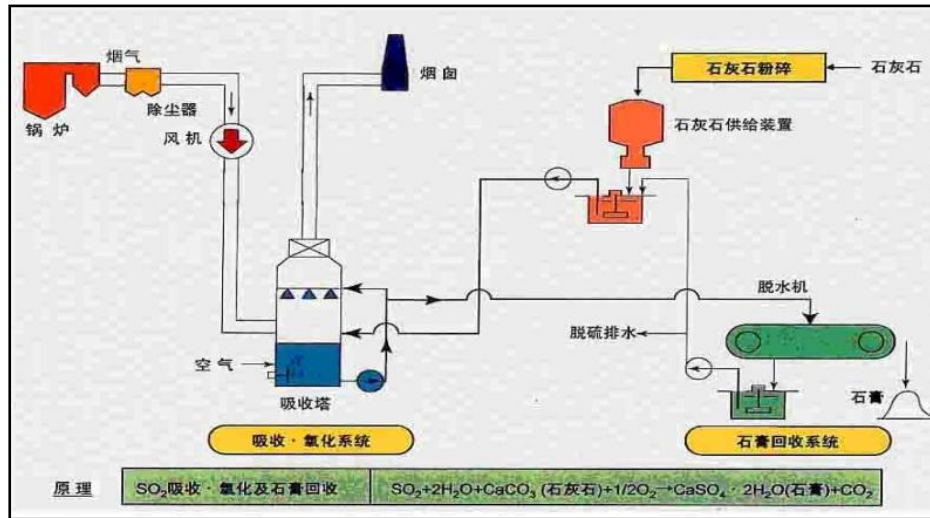 烟气
锅炉
除尘器
风机
烟囱
石灰石粉碎
石灰石
石灰石供给装置
脱水机
脱硫排水
空气
吸收塔
石膏
吸收·氧化系统
石膏回收系统
原理
SO₂吸收·氧化及石膏回收
SO₂+2H₂O+CaCO₃(石灰石)+1/2O₂→CaSO₄·2H₂O(石膏)+CO₂